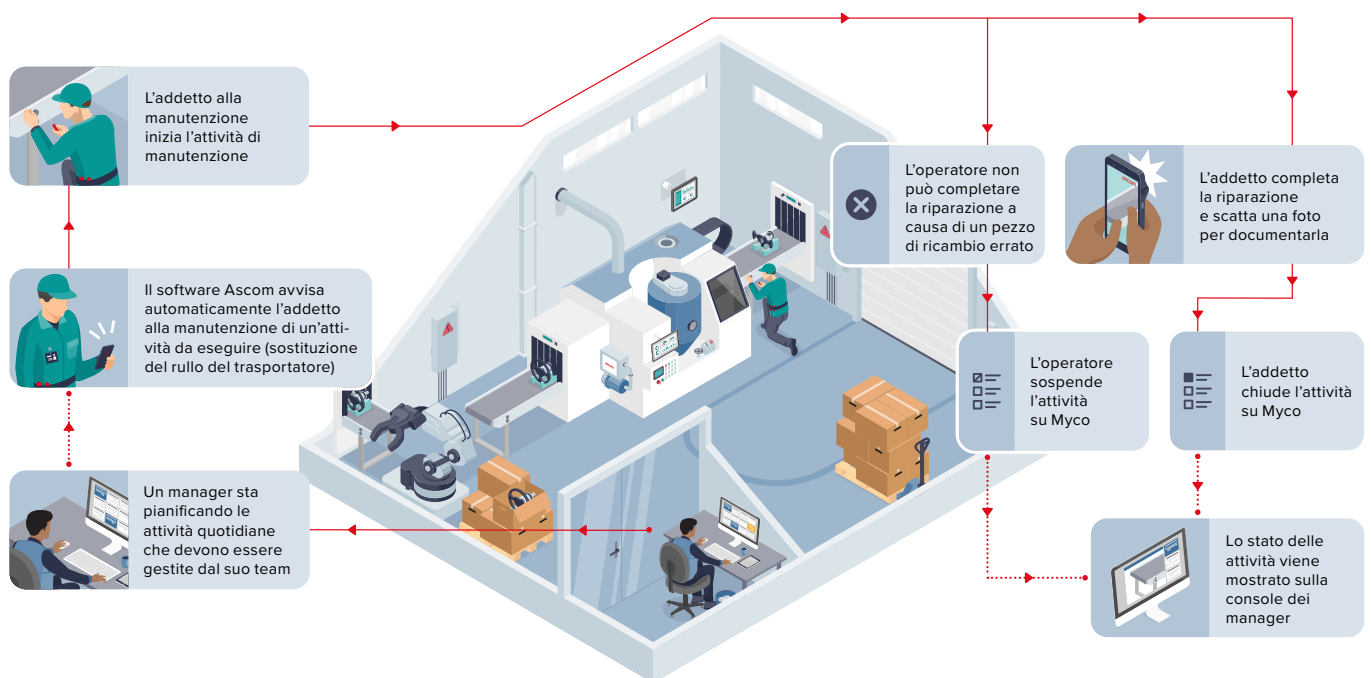 L'addetto alla
manutenzione
inizia l'attività di
manutenzione
Il software Ascom avvisa
automaticamente l'addetto
alla manutenzione di un'atti-
vità da eseguire (sostituzione
del rullo del trasportatore)
Un manager sta
pianificando le
attività quotidiane
che devono essere
gestite dal suo team
L'operatore non
può completare
la riparazione a
causa di un pezzo
di ricambio errato
L'operatore
sospende
l'attività
su Myco
L'addetto completa
la riparazione
e scatta una foto
per documentarla
L'addetto
chiude l'attività
su Myco
Lo stato delle
attività viene
mostrato sulla
console dei
manager